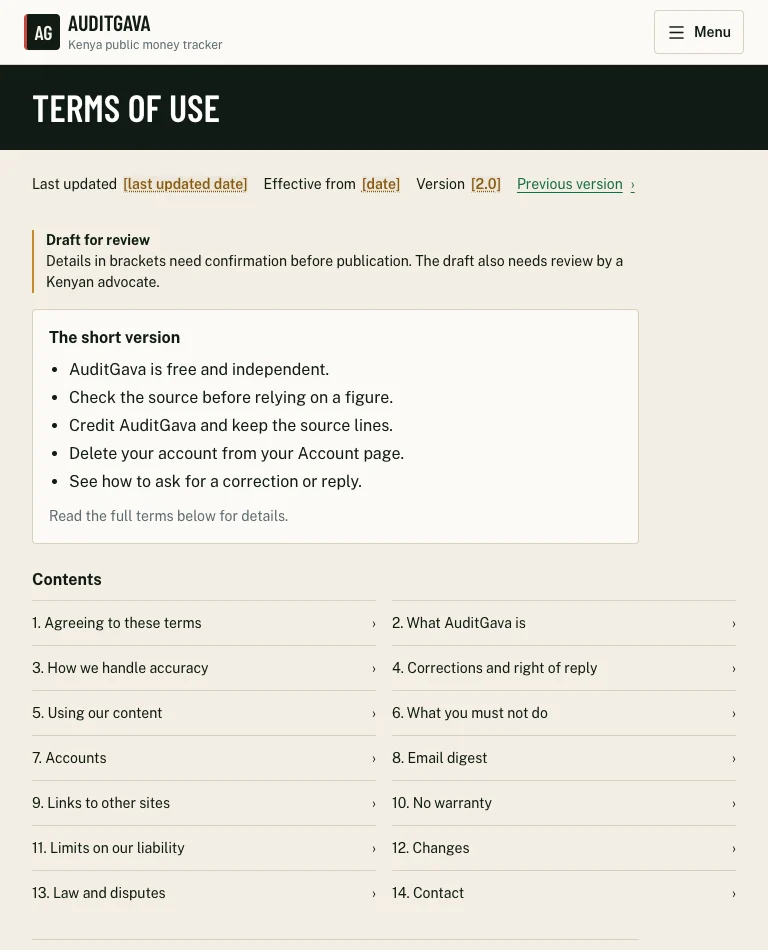 AG
AUDITGAVA
Kenya public money tracker
Menu
TERMS OF USE
Last updated [last updated date] Effective from [date] Version [2.0] Previous version ›
Draft for review
Details in brackets need confirmation before publication. The draft also needs review by a
Kenyan advocate.
The short version
• AuditGava is free and independent.
• Check the source before relying on a figure.
• Credit AuditGava and keep the source lines.
• Delete your account from your Account page.
• See how to ask for a correction or reply.
Read the full terms below for details.
Contents
1. Agreeing to these terms ›
2. What AuditGava is ›
3. How we handle accuracy ›
4. Corrections and right of reply ›
5. Using our content ›
6. What you must not do ›
7. Accounts ›
8. Email digest ›
9. Links to other sites ›
10. No warranty ›
11. Limits on our liability ›
12. Changes ›
13. Law and disputes ›
14. Contact ›